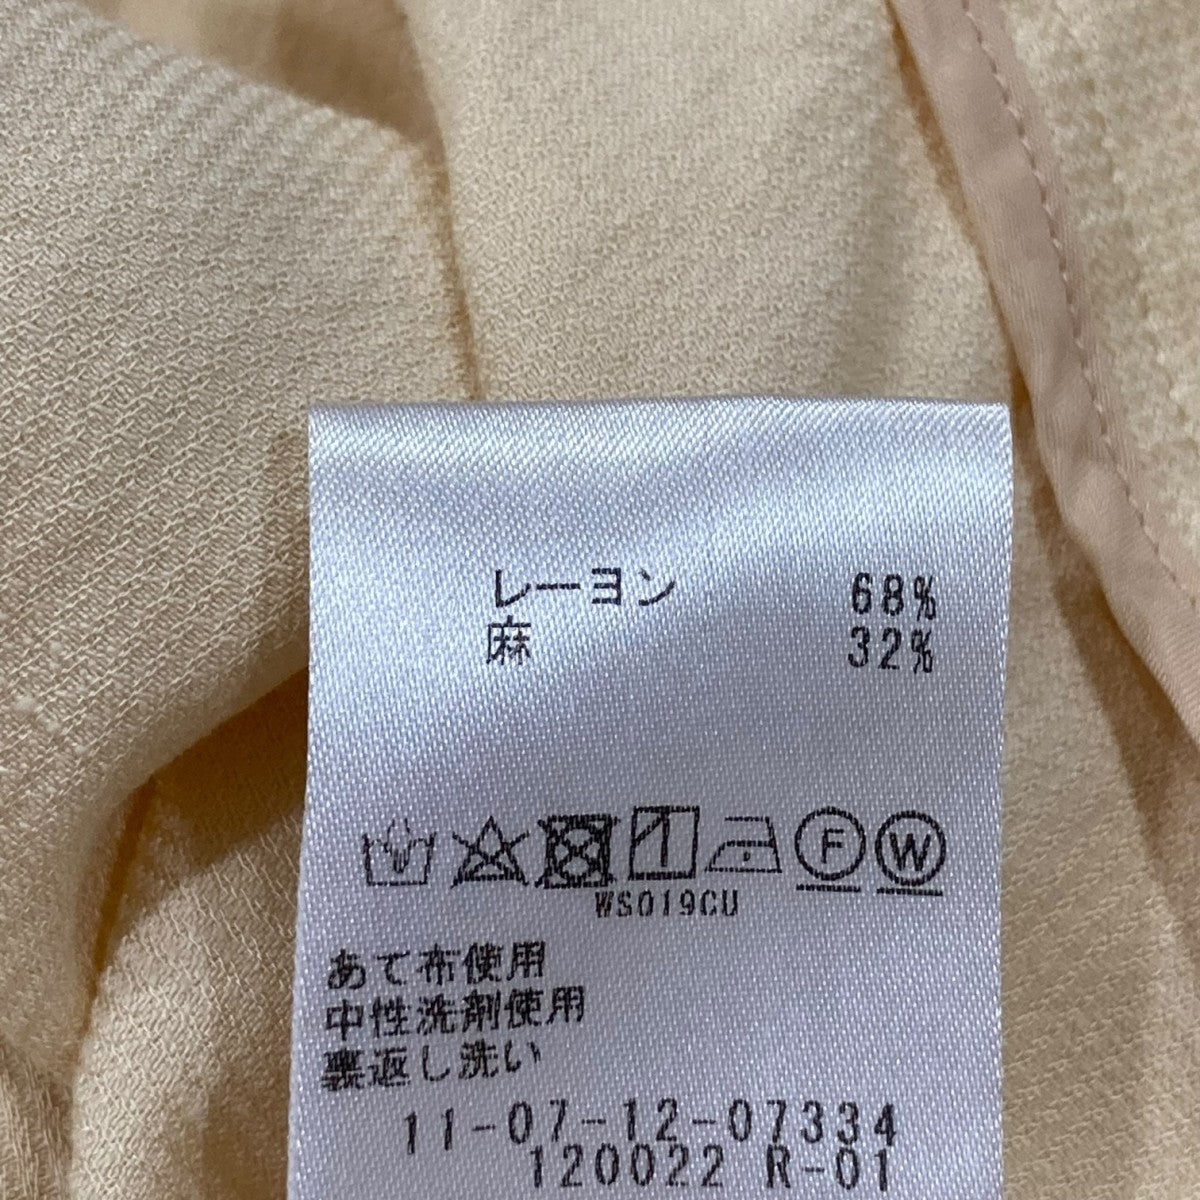 レーヨン 68%
麻 32%
F W
WS019CU
あて布使用
中性洗剤使用
裏返し洗い
11-07-12-07334
120022 R-01